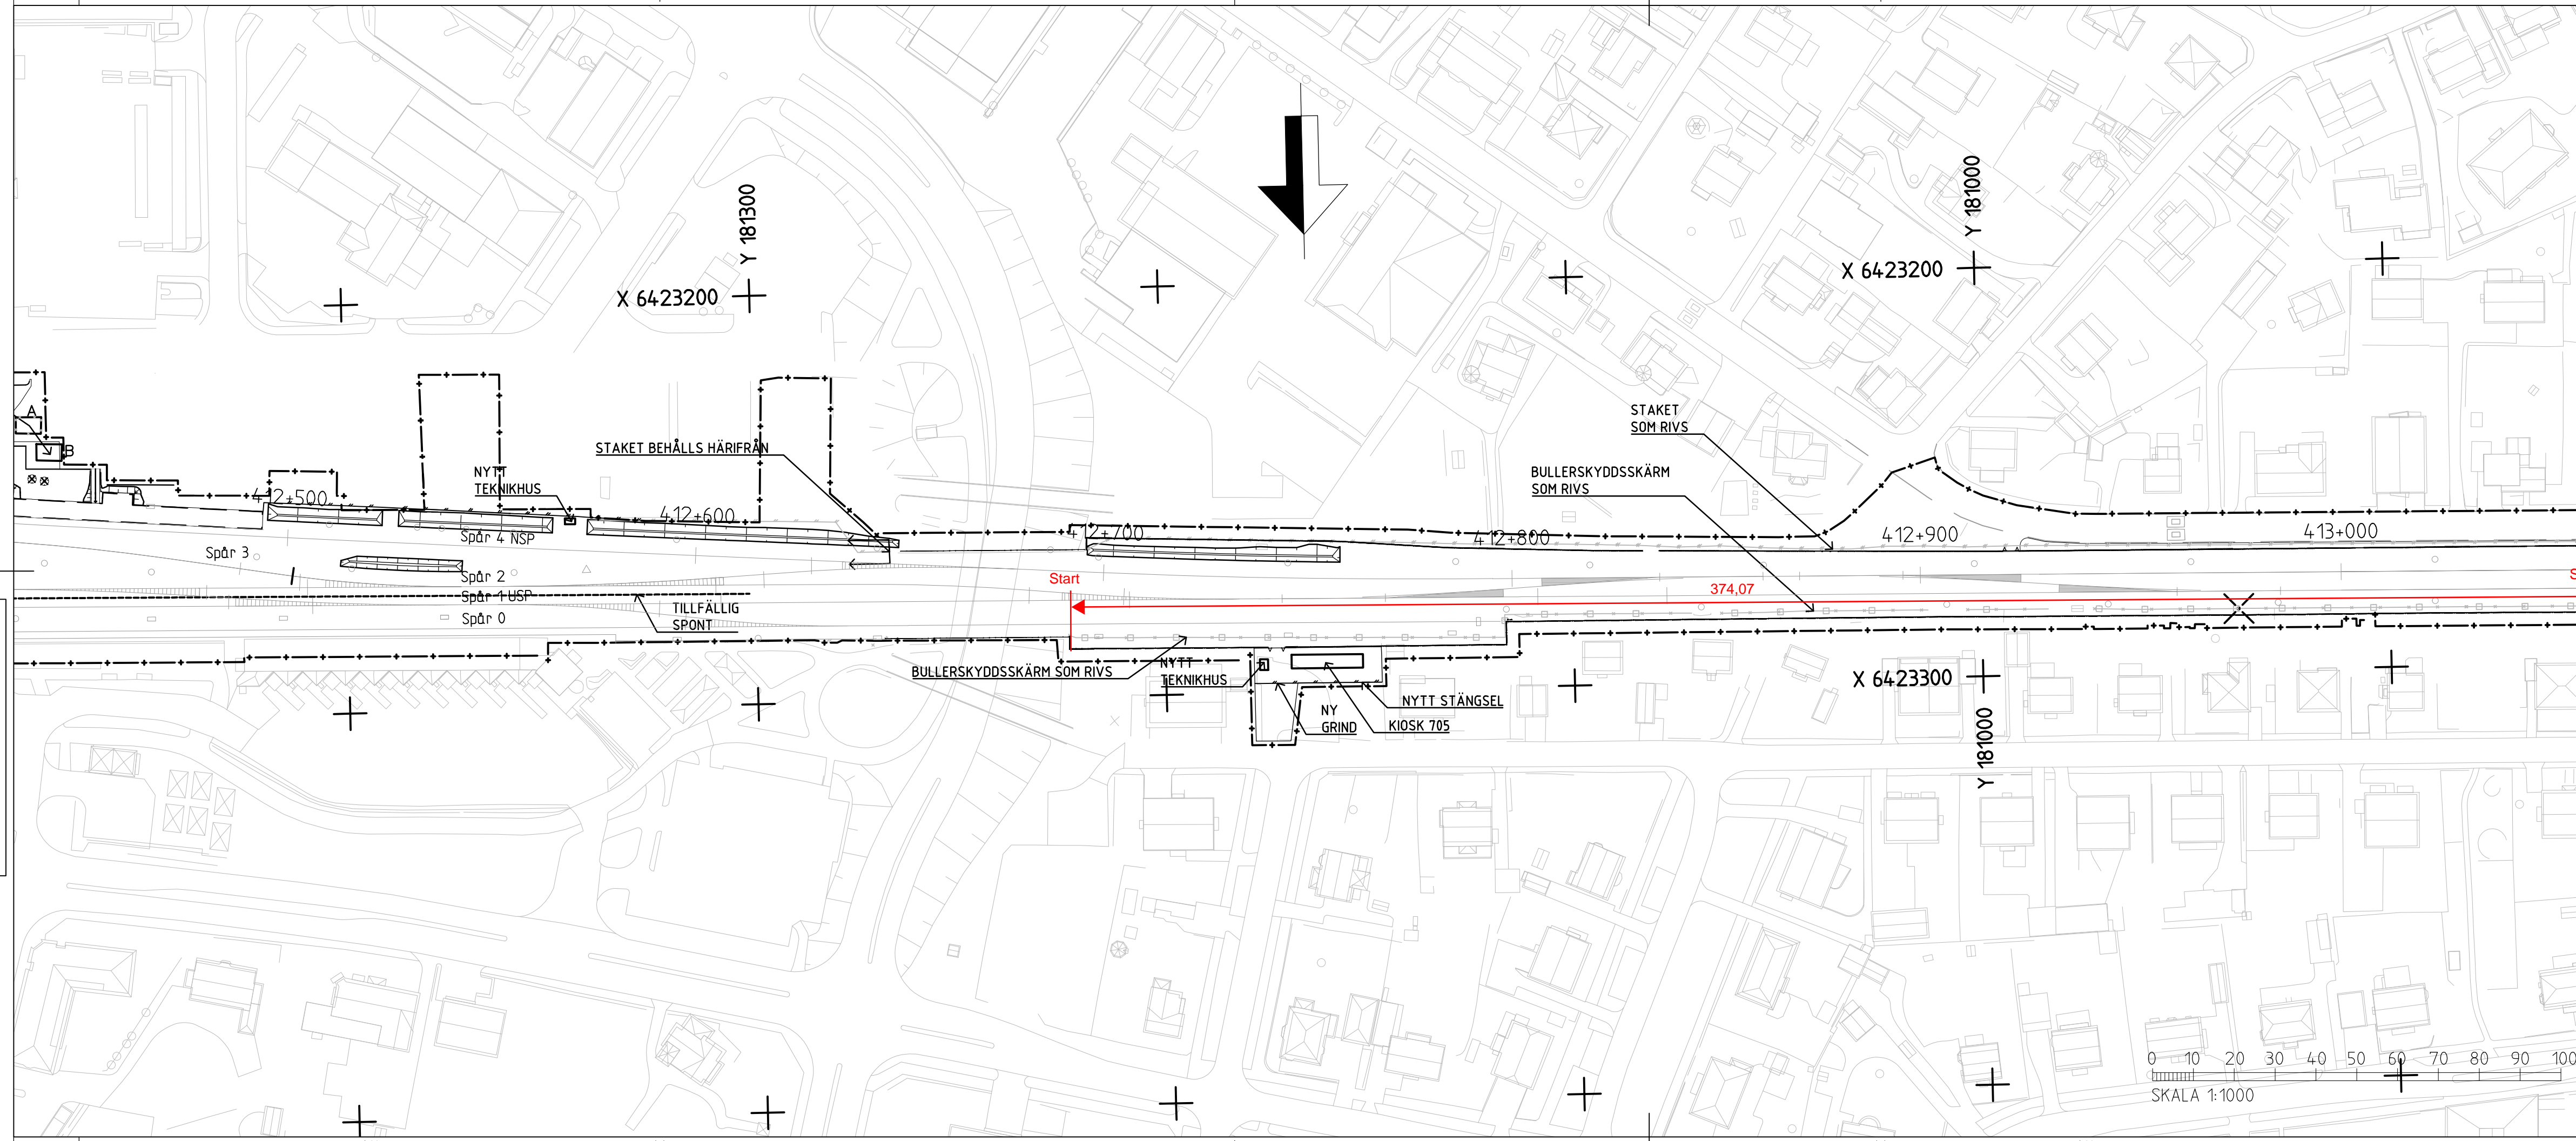 Y 181300
Y 181000
X 6423200
X 6423200
STAKET
SOM RIVS
A
B
STAKET BEHÅLLS HÄRIFRÅN
NYTT
TEKNIKHUS
BULLERSKYDDSSKÄRM
SOM RIVS
412+500
412+600
412+700
412+800
412+900
413+000
Spår 4 NSP
Spår 3
Spår 2
Spår 1 USP
Spår 0
Start
374,07
S
TILLFÄLLIG
SPONT
BULLERSKYDDSSKÄRM SOM RIVS
NYTT
TEKNIKHUS
X 6423300
Y 181000
NYTT STÄNGSEL
NY
GRIND
KIOSK 705
0 10 20 30 40 50 60 70 80 90 100
SKALA 1:1000